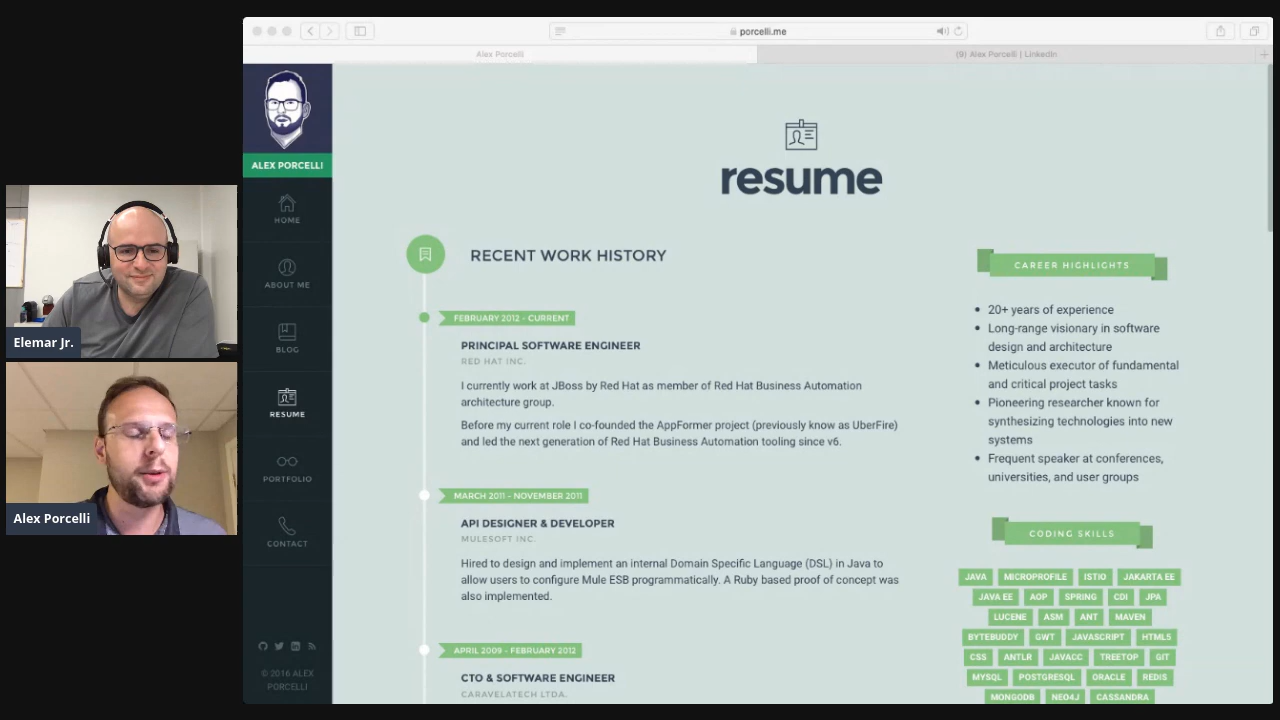 porcelli.me
Alex Porcelli
(9) Alex Porcelli | LinkedIn
ALEX PORCELLI
HOME
ABOUT ME
BLOG
RESUME
PORTFOLIO
CONTACT
© 2016 ALEX
PORCELLI
Elemar Jr.
Alex Porcelli
resume
RECENT WORK HISTORY
FEBRUARY 2012 - CURRENT
PRINCIPAL SOFTWARE ENGINEER
RED HAT INC.
I currently work at JBoss by Red Hat as member of Red Hat Business Automation
architecture group.
Before my current role I co-founded the AppFormer project (previously know as UberFire)
and led the next generation of Red Hat Business Automation tooling since v6.
MARCH 2011 - NOVEMBER 2011
API DESIGNER & DEVELOPER
MULESOFT INC.
Hired to design and implement an internal Domain Specific Language (DSL) in Java to
allow users to configure Mule ESB programmatically. A Ruby based proof of concept was
also implemented.
APRIL 2009 - FEBRUARY 2012
CTO & SOFTWARE ENGINEER
CARAVELATECH LTDA.
CAREER HIGHLIGHTS
20+ years of experience
Long-range visionary in software
design and architecture
Meticulous executor of fundamental
and critical project tasks
Pioneering researcher known for
synthesizing technologies into new
systems
Frequent speaker at conferences,
universities, and user groups
CODING SKILLS
JAVA MICROPROFILE ISTIO JAKARTA EE
JAVA EE AOP SPRING CDI JPA
LUCENE ASM ANT MAVEN
BYTEBUDDY GWT JAVASCRIPT HTML5
CSS ANTLR JAVACC TREETOP GIT
MYSQL POSTGRESQL ORACLE REDIS
MONGODB NEO4J CASSANDRA